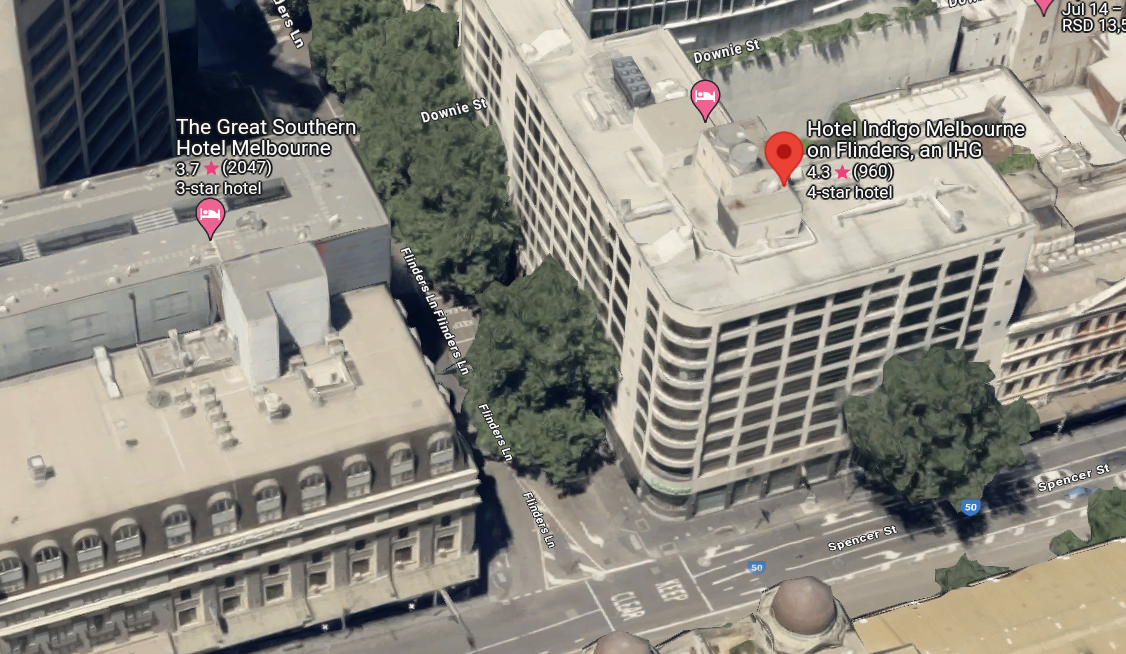 ders Ln
Downie St
Jul 14 –
RSD 13,5
Downie St
The Great Southern
Hotel Melbourne
3.7 ★ (2047)
3-star hotel
Hotel Indigo Melbourne
on Flinders, an IHG
4.3 ★ (960)
4-star hotel
Flinders Ln
Flinders Ln
Flinders Ln
Flinders Ln
Spencer St
50
Spencer St
50
KEEP
CLEAR